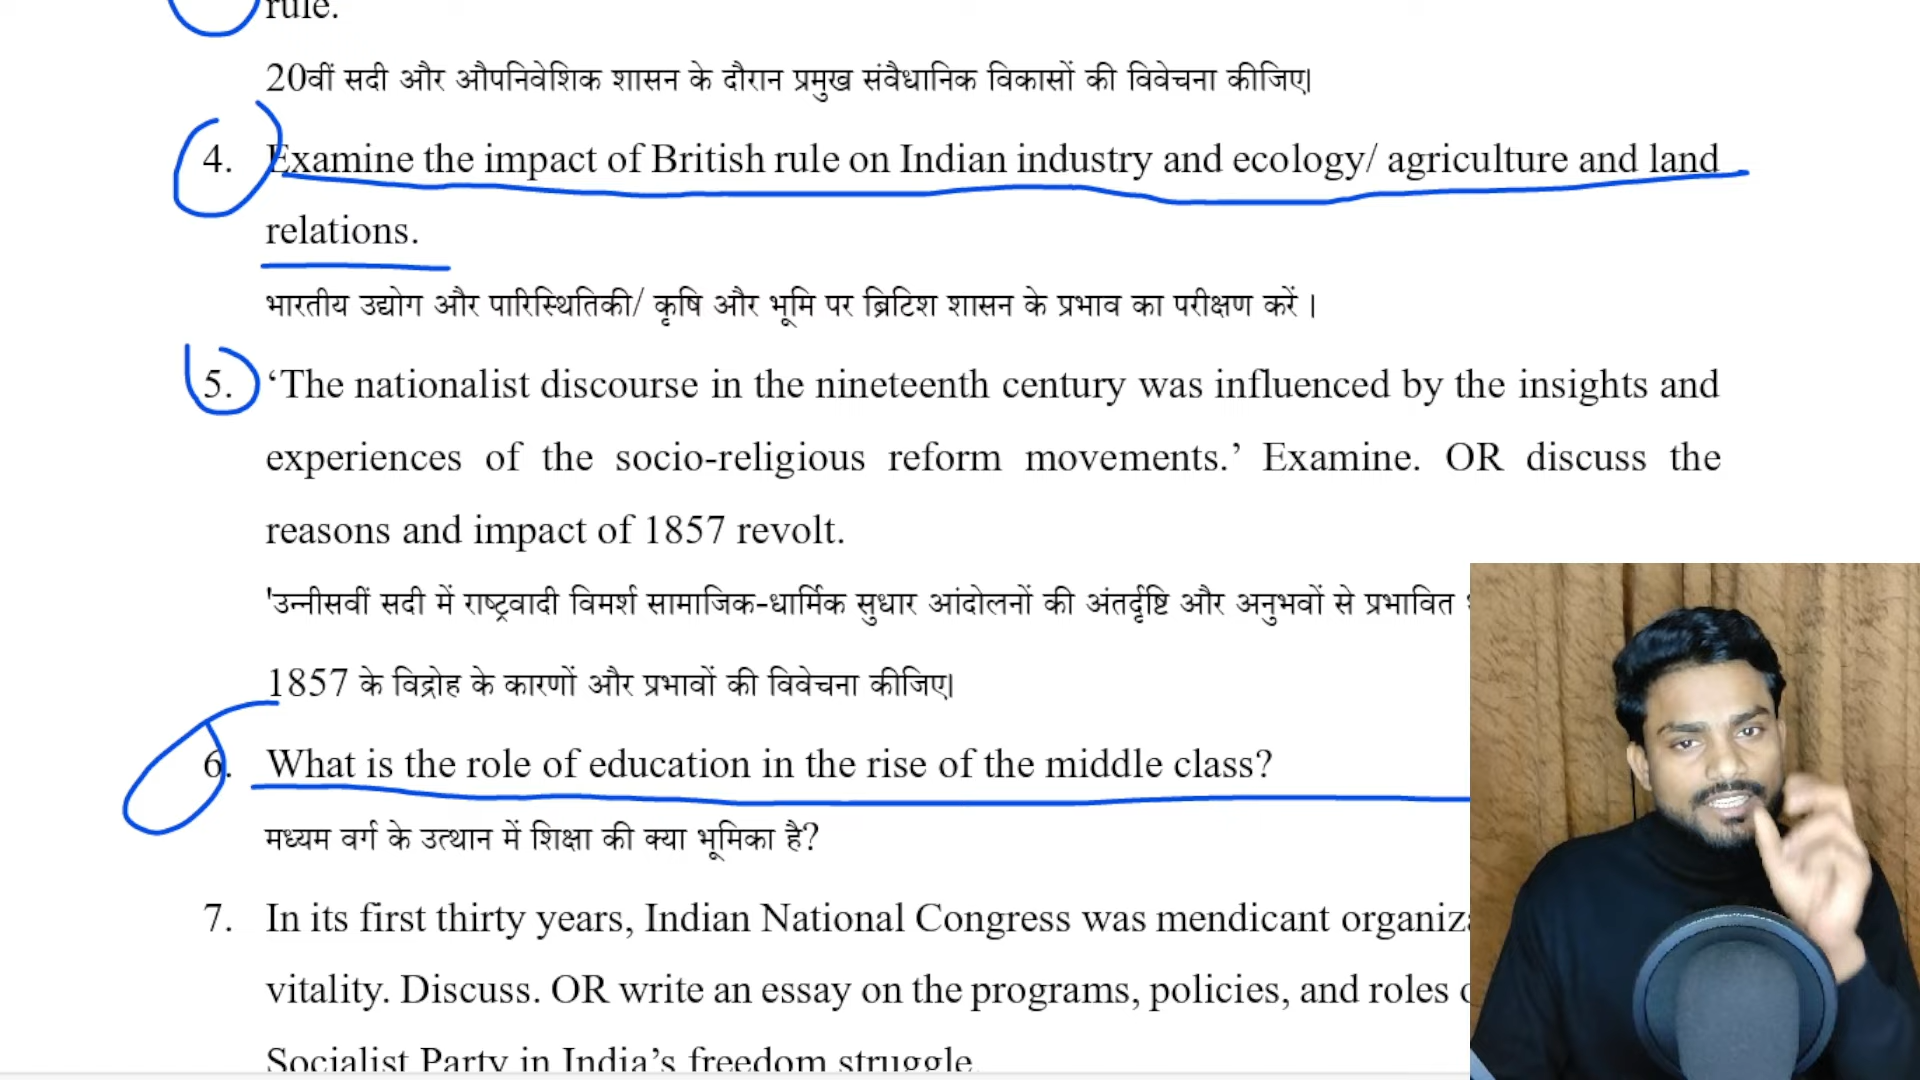 rule.
20वीं सदी और औपनिवेशिक शासन के दौरान प्रमुख संवैधानिक विकासों की विवेचना कीजिए।
4. Examine the impact of British rule on Indian industry and ecology/ agriculture and land
relations.
भारतीय उद्योग और पारिस्थितिकी/ कृषि और भूमि पर ब्रिटिश शासन के प्रभाव का परीक्षण करें ।
5. ‘The nationalist discourse in the nineteenth century was influenced by the insights and
experiences of the socio-religious reform movements.’ Examine. OR discuss the
reasons and impact of 1857 revolt.
'उन्नीसवीं सदी में राष्ट्रवादी विमर्श सामाजिक-धार्मिक सुधार आंदोलनों की अंतर्दृष्टि और अनुभवों से प्रभावित
1857 के विद्रोह के कारणों और प्रभावों की विवेचना कीजिए।
6. What is the role of education in the rise of the middle class?
मध्यम वर्ग के उत्थान में शिक्षा की क्या भूमिका है?
7. In its first thirty years, Indian National Congress was mendicant
vitality. Discuss. OR write an essay on the programs, policies, and roles
Socialist Party in India’s freedom struggle.